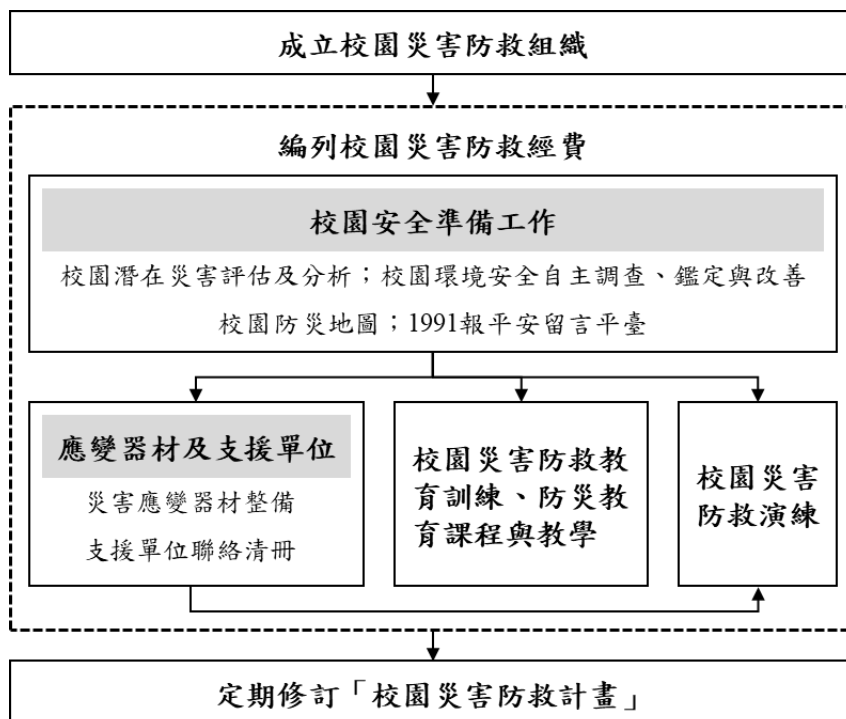 成立校園災害防救組織
編列校園災害防救經費
校園安全準備工作
校園潛在災害評估及分析；校園環境安全自主調查、鑑定與改善
校園防災地圖；1991報平安留言平臺
應變器材及支援單位
災害應變器材整備
支援單位聯絡清冊
校園災害防救教
育訓練、防災教
育課程與教學
校園災害
防救演練
定期修訂「校園災害防救計畫」